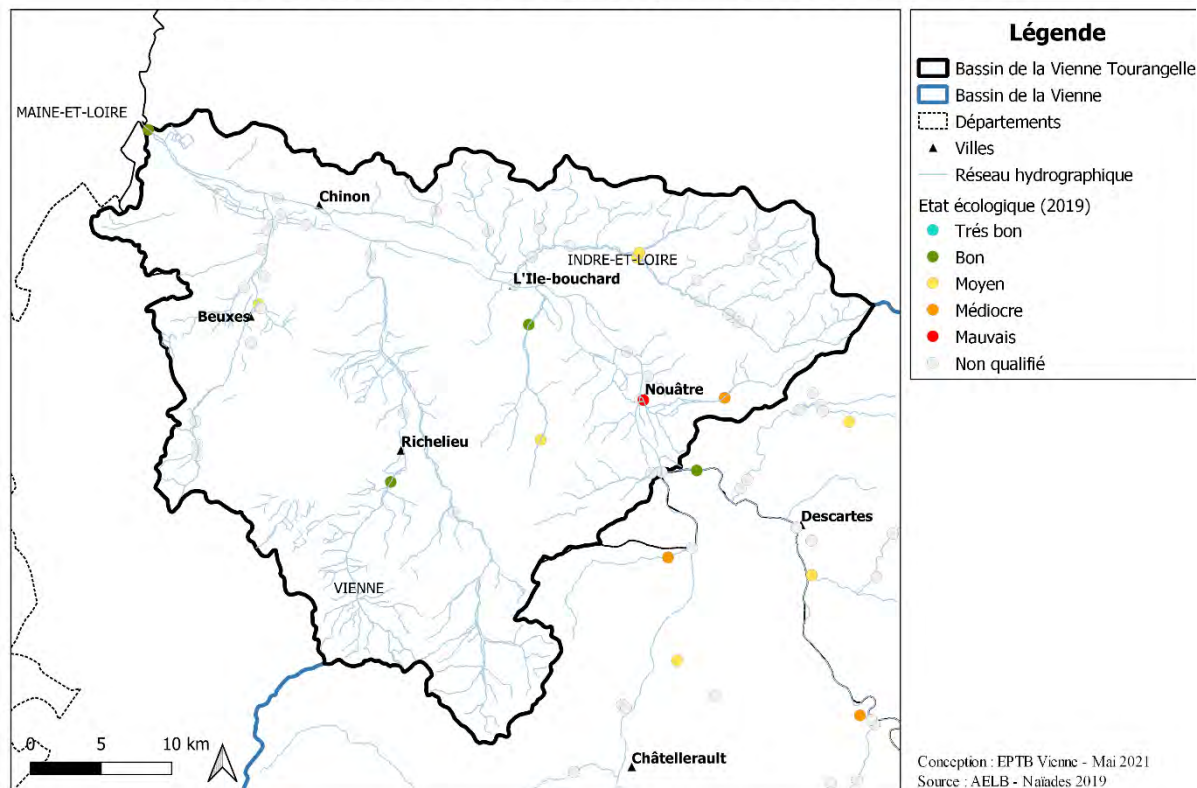 MAINE-ET-LOIRE
Chinon
INDRE-ET-LOIRE
L'Ile-bouchard
Beuxes
Nouâtre
Richelieu
Descartes
VIENNE
Châtellerault
0 5 10 km
Légende
Bassin de la Vienne Tourangelle
Bassin de la Vienne
Départements
Villes
Réseau hydrographique
Etat écologique (2019)
Trés bon
Bon
Moyen
Médiocre
Mauvais
Non qualifié
Conception : EPTB Vienne - Mai 2021
Source : AELB - Naïades 2019